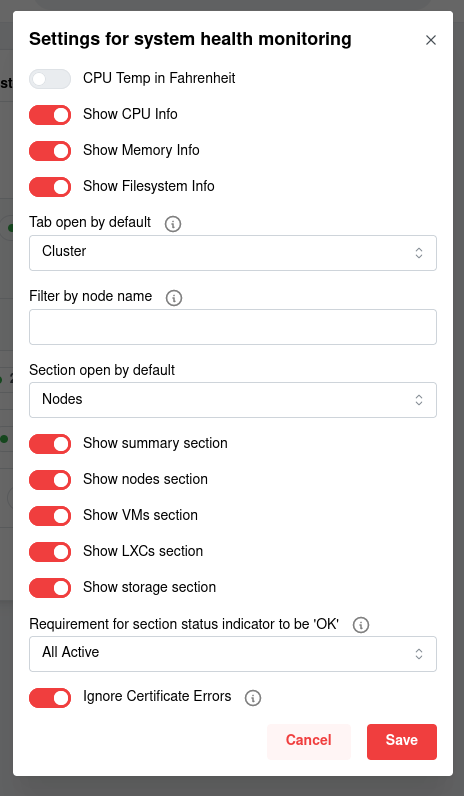 Settings for system health monitoring
CPU Temp in Fahrenheit
Show CPU Info
Show Memory Info
Show Filesystem Info
Tab open by default
Cluster
Filter by node name
Section open by default
Nodes
Show summary section
Show nodes section
Show VMs section
Show LXCs section
Show storage section
Requirement for section status indicator to be 'OK'
All Active
Ignore Certificate Errors
Cancel
Save